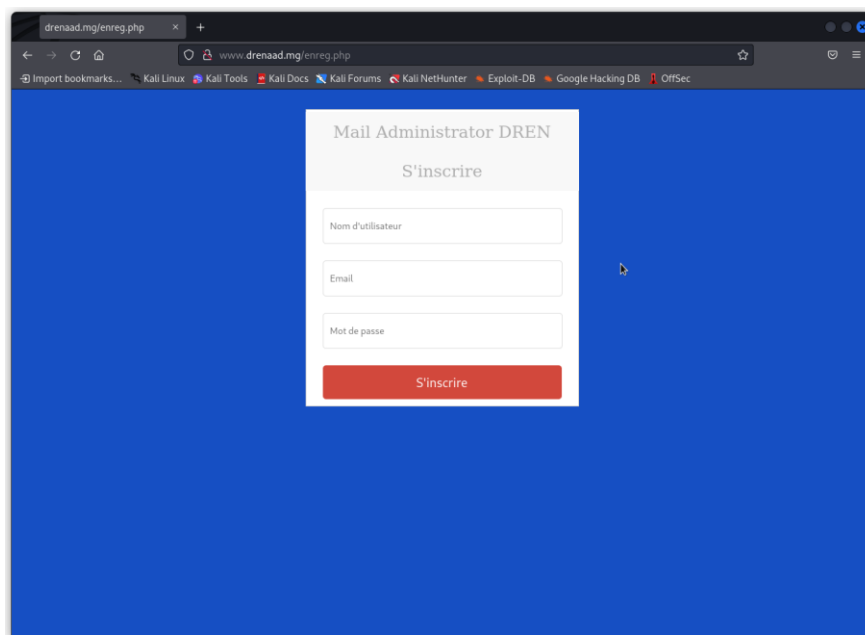 drenaad.mg/enreg.php
www.drenaad.mg/enreg.php
Import bookmarks... Kali Linux Kali Tools Kali Docs Kali Forums Kali NetHunter Exploit-DB Google Hacking DB OffSec
Mail Administrator DREN
S'inscrire
Nom d'utilisateur
Email
Mot de passe
S'inscrire